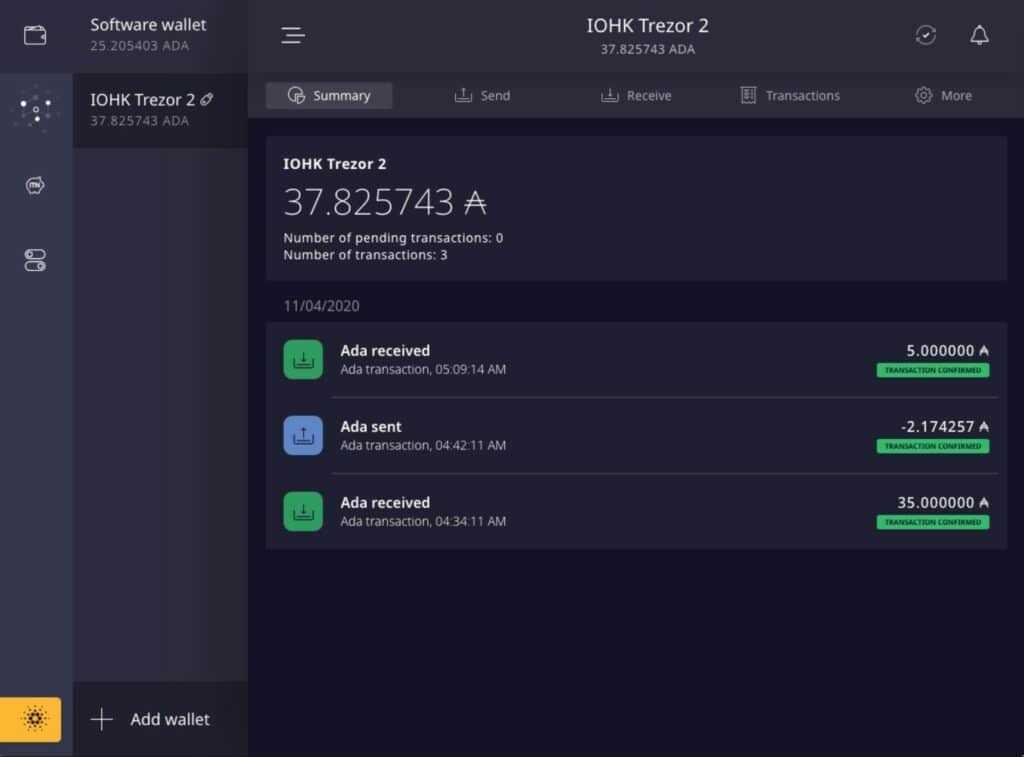 Software wallet
25.205403 ADA
IOHK Trezor 2
37.825743 ADA
Add wallet
IOHK Trezor 2
37.825743 ADA
Summary
Send
Receive
Transactions
More
IOHK Trezor 2
37.825743 ₳
Number of pending transactions: 0
Number of transactions: 3
11/04/2020
Ada received
5.000000 ₳
Ada transaction, 05:09:14 AM
TRANSACTION CONFIRMED
Ada sent
-2.174257 ₳
Ada transaction, 04:42:11 AM
TRANSACTION CONFIRMED
Ada received
35.000000 ₳
Ada transaction, 04:34:11 AM
TRANSACTION CONFIRMED